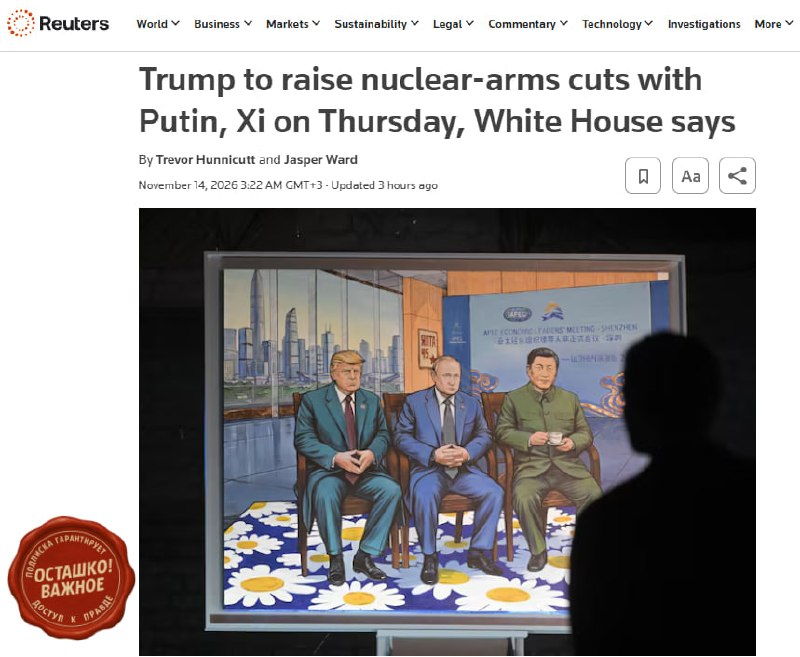 Reuters
World
Business
Markets
Sustainability
Legal
Commentary
Technology
Investigations
More
Trump to raise nuclear-arms cuts with
Putin, Xi on Thursday, White House says
By Trevor Hunnicutt and Jasper Ward
November 14, 2026 3:22 AM GMT+3 · Updated 3 hours ago
Aa
APEC
APEC ECONOMIC LEADERS' MEETING · SHENZHEN
ПОДПИСКА ГАРАНТИРУЕТ
ОСТАШКО!
ВАЖНОЕ
ДОСТУП К ПРАВДЕ